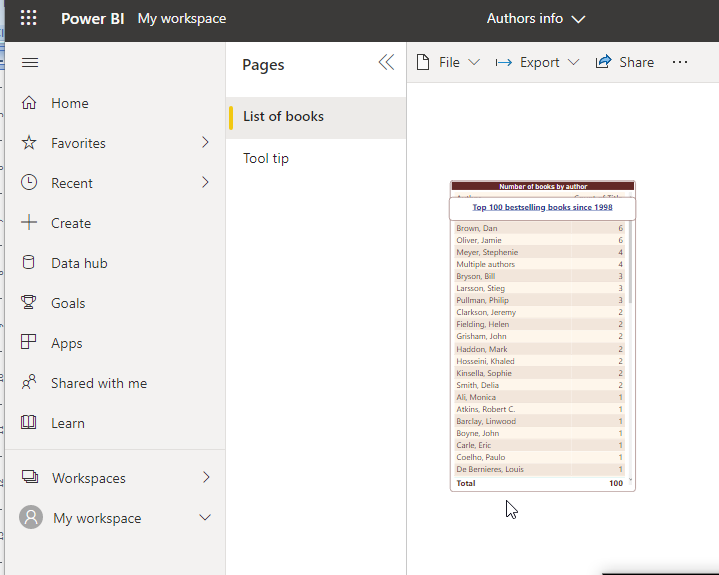 Power BI My workspace Authors info
Pages
File Export Share
Home
List of books
Favorites
Tool tip
Recent
Create
Data hub
Goals
Apps
Shared with me
Learn
Workspaces
My workspace
Number of books by author
Top 100 bestselling books since 1998
Brown, Dan 6
Oliver, Jamie 6
Meyer, Stephenie 4
Multiple authors 4
Bryson, Bill 3
Larsson, Stieg 3
Pullman, Philip 3
Clarkson, Jeremy 2
Fielding, Helen 2
Grisham, John 2
Haddon, Mark 2
Hosseini, Khaled 2
Kinsella, Sophie 2
Smith, Delia 2
Ali, Monica 1
Atkins, Robert C. 1
Barclay, Linwood 1
Boyne, John 1
Carle, Eric 1
Coelho, Paulo 1
De Bernieres, Louis 1
Total 100